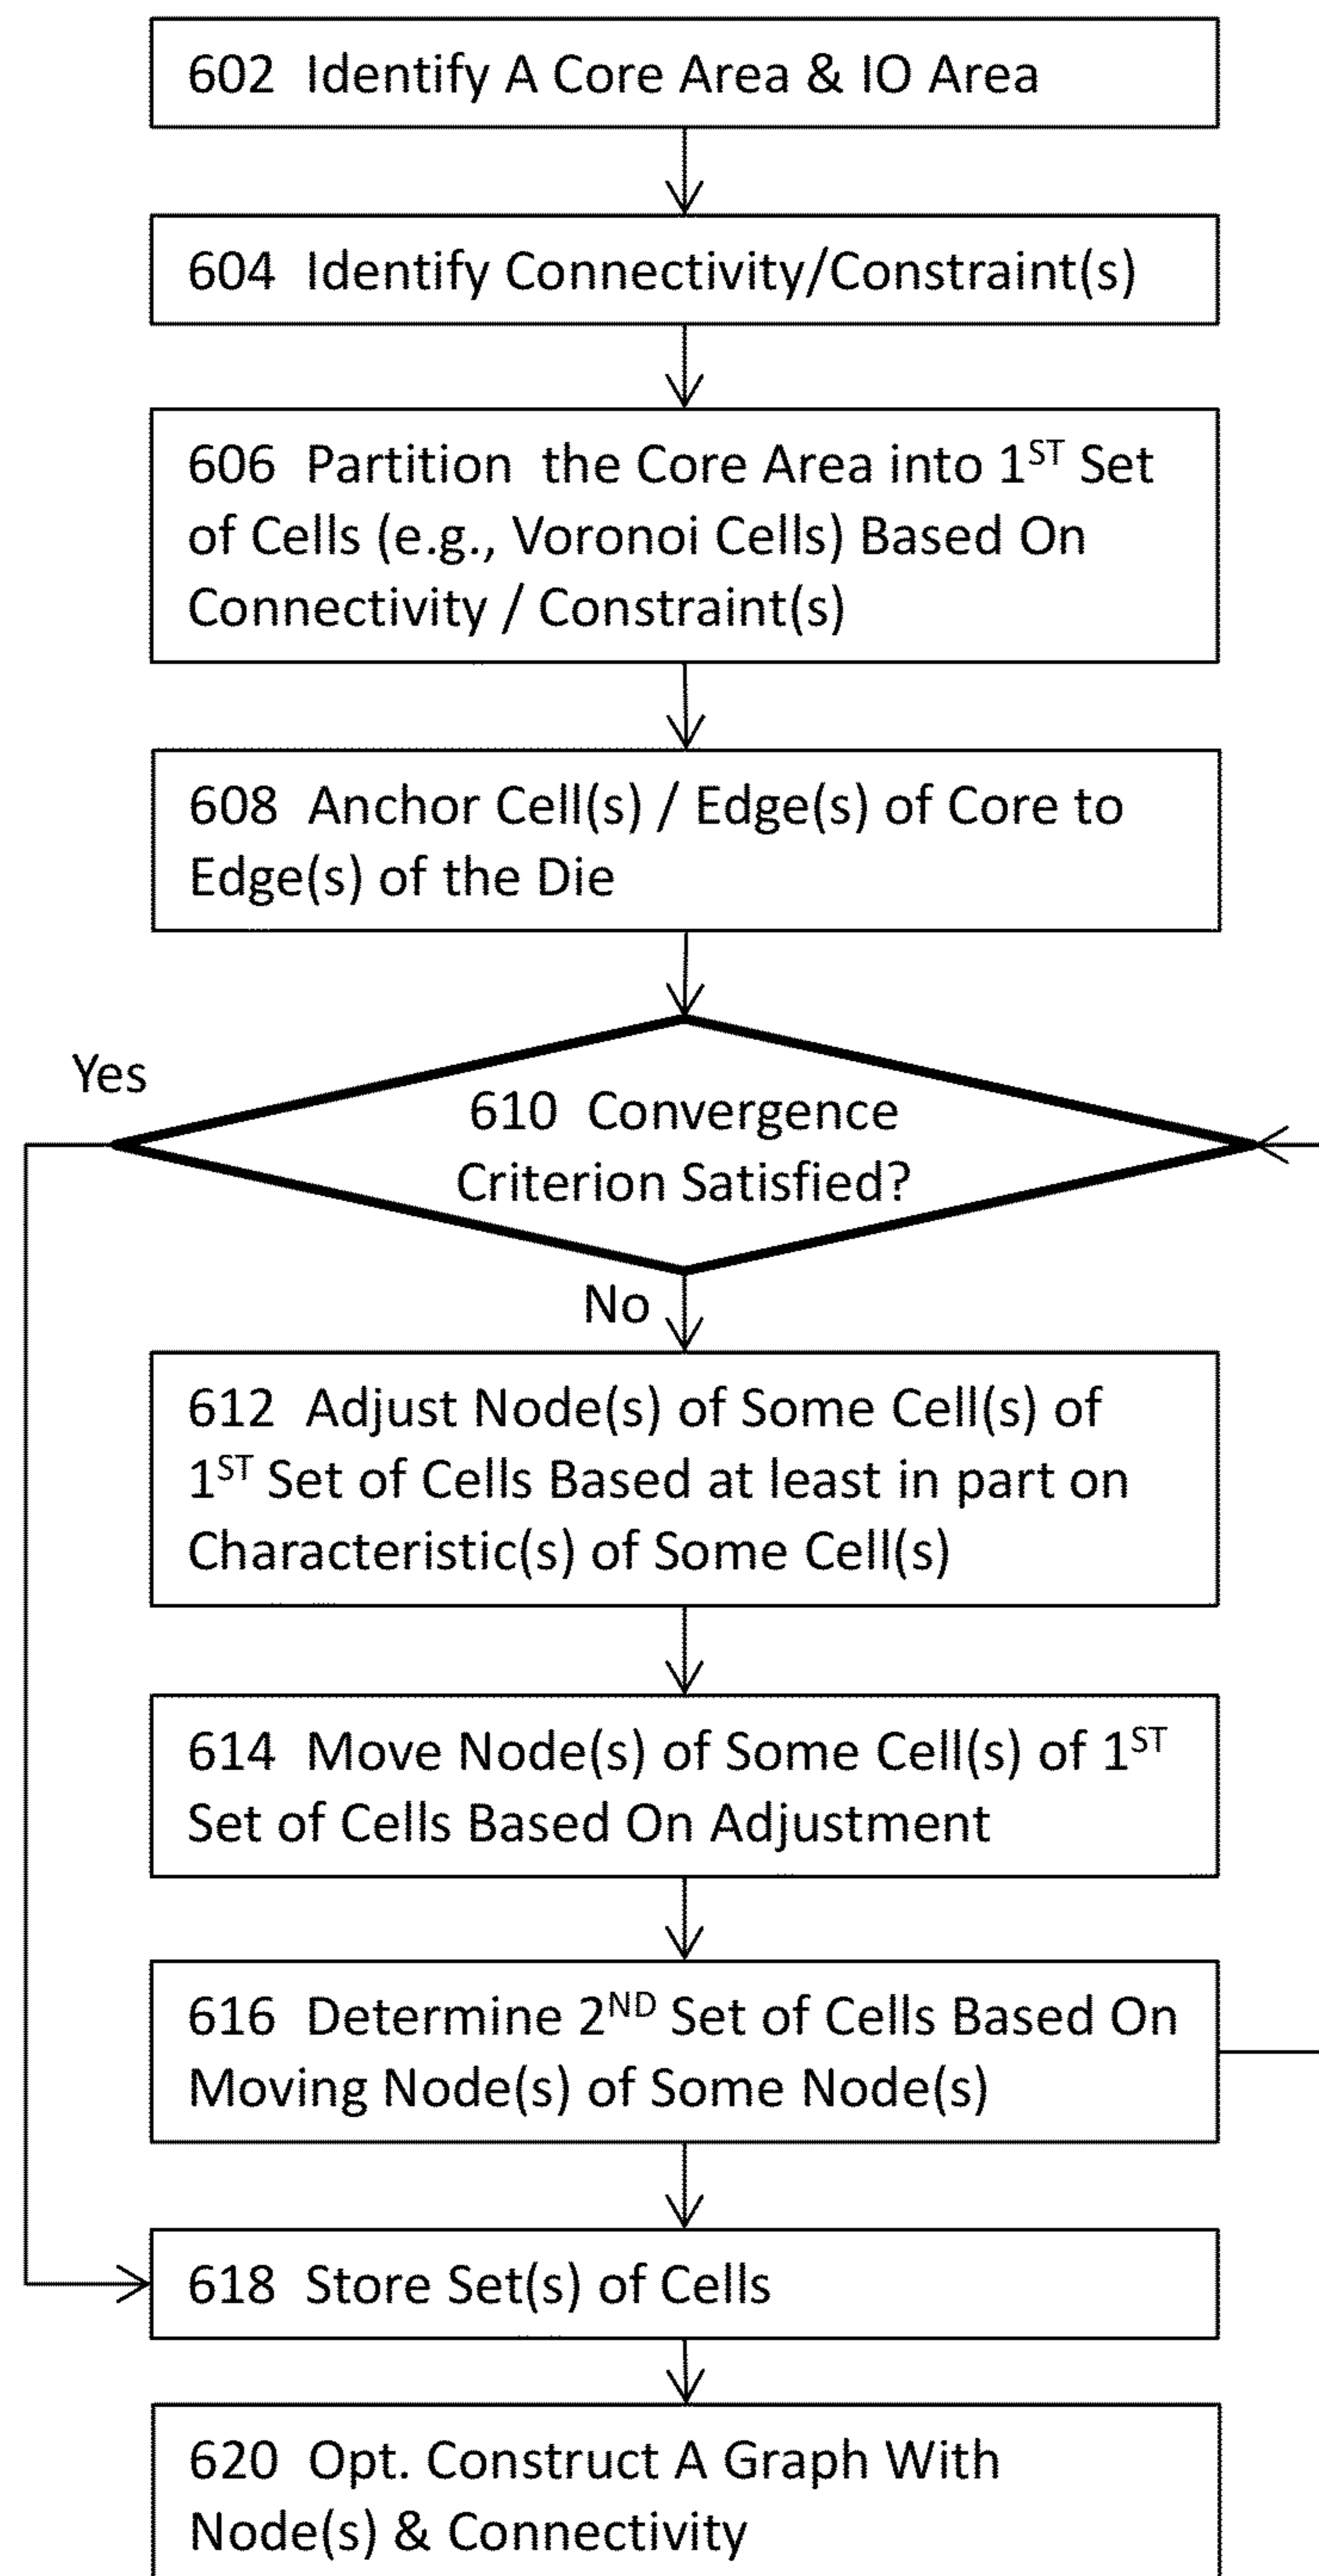 602 Identify A Core Area & IO Area
604 Identify Connectivity/Constraint(s)
606 Partition the Core Area into 1ST Set
of Cells (e.g., Voronoi Cells) Based On
Connectivity / Constraint(s)
608 Anchor Cell(s) / Edge(s) of Core to
Edge(s) of the Die
Yes
610 Convergence
Criterion Satisfied?
No
612 Adjust Node(s) of Some Cell(s) of
1ST Set of Cells Based at least in part on
Characteristic(s) of Some Cell(s)
614 Move Node(s) of Some Cell(s) of 1ST
Set of Cells Based On Adjustment
616 Determine 2ND Set of Cells Based On
Moving Node(s) of Some Node(s)
618 Store Set(s) of Cells
620 Opt. Construct A Graph With
Node(s) & Connectivity